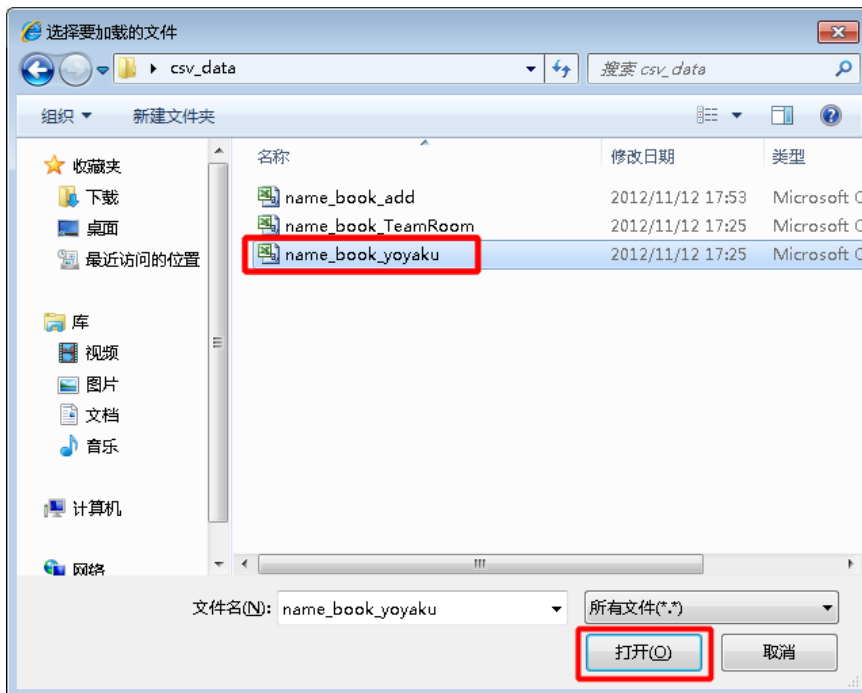 选择要加载的文件
csv_data
搜索 csv_data
组织 新建文件夹
名称 修改日期 类型
收藏夹
下载
桌面
最近访问的位置
库
视频
图片
文档
音乐
计算机
网络
name_book_add 2012/11/12 17:53 Microsoft
name_book_TeamRoom 2012/11/12 17:25 Microsoft
name_book_yoyaku 2012/11/12 17:25 Microsoft
文件名(N): name_book_yoyaku 所有文件(*.*)
打开(O) 取消